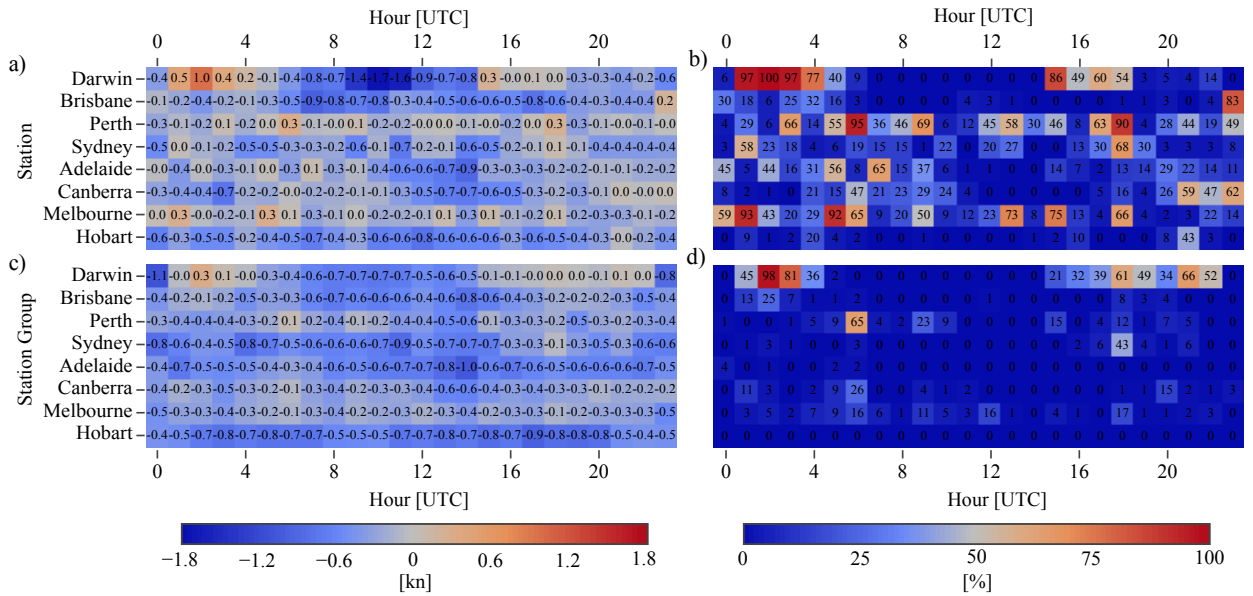 Hour [UTC]
0 4 8 12 16 20
Hour [UTC]
0 4 8 12 16 20
a)
Station
Darwin -0.4 0.5 1.0 0.4 0.2 -0.1 -0.4 -0.8 -0.7 -1.4 -1.7 -1.6 -0.9 -0.7 -0.8 0.3 -0.0 0.1 0.0 -0.3 -0.3 -0.4 -0.2 -0.6
Brisbane -0.1 -0.2 -0.4 -0.2 -0.1 -0.3 -0.5 -0.9 -0.8 -0.7 -0.8 -0.3 -0.4 -0.5 -0.6 -0.6 -0.5 -0.8 -0.6 -0.4 -0.3 -0.4 -0.4 0.2
Perth -0.3 -0.1 -0.2 0.1 -0.2 0.0 0.3 -0.1 -0.0 0.1 -0.2 -0.2 -0.0 0.0 -0.1 -0.0 -0.2 0.0 0.3 -0.3 -0.1 -0.0 -0.1 -0.0
Sydney -0.5 0.0 -0.1 -0.2 -0.5 -0.3 -0.2 -0.2 -0.3 -0.5 -0.1 -0.3 -0.2 -0.1 -0.5 -0.6 -0.2 -0.1 0.1 -0.1 -0.4 -0.4 -0.4 -0.4
Adelaide -0.0 -0.4 -0.0 -0.3 -0.2 0.0 -0.4 0.1 -0.4 -0.1 -0.3 -0.4 -0.6 -0.7 -0.9 -0.3 -0.4 -0.3 -0.2 -0.2 -0.1 -0.1 -0.2 -0.2
Canberra -0.3 -0.4 -0.4 -0.8 -0.2 -0.2 -0.0 -0.2 -0.2 -0.1 -0.1 -0.3 -0.5 -0.7 -0.7 -0.6 -0.5 -0.3 -0.2 -0.2 -0.1 0.0 -0.0 0.0
Melbourne 0.0 0.3 -0.0 -0.2 -0.1 0.3 0.1 -0.3 -0.1 0.0 -0.2 -0.1 -0.1 0.1 -0.3 0.1 -0.1 -0.2 0.1 -0.2 -0.3 -0.2 -0.1 -0.2
Hobart -0.6 -0.3 -0.5 -0.5 -0.2 -0.4 -0.5 -0.7 -0.4 -0.3 -0.6 -0.6 -0.8 -0.6 -0.6 -0.6 -0.4 -0.3 -0.5 -0.5 -0.3 -0.0 -0.2 -0.4
b)
6 97 100 97 77 40 9 0 0 0 0 0 0 0 0 86 49 60 54 3 5 4 14 0
30 18 6 25 32 16 3 0 0 0 0 4 3 1 0 0 0 1 1 3 0 4 83
4 29 6 66 14 55 95 36 46 69 6 12 45 58 30 46 8 63 90 4 28 44 19 49
1 58 23 18 4 6 19 15 15 1 22 0 20 27 0 0 13 30 68 30 3 3 3 8
45 5 44 16 31 56 8 65 6 37 6 1 0 0 0 14 7 2 13 14 29 22 14 11
8 2 1 0 21 15 47 21 23 29 24 4 1 0 0 0 0 5 16 4 26 59 47 62
59 93 43 20 29 92 65 9 20 50 9 12 23 73 8 75 13 4 66 4 2 3 22 14
0 9 1 2 20 4 2 0 0 1 0 0 0 0 1 2 10 0 0 8 43 3 0
c)
Station Group
Darwin -1.1 -0.0 0.3 0.1 -0.0 -0.3 -0.4 -0.6 -0.7 -0.7 -0.7 -0.7 -0.6 -0.5 -0.5 -0.1 -0.1 -0.0 0.0 0.0 -0.1 0.1 0.0 -0.8
Brisbane -0.4 -0.2 -0.1 -0.2 -0.5 -0.3 -0.3 -0.6 -0.7 -0.6 -0.6 -0.6 -0.4 -0.6 -0.8 -0.6 -0.4 -0.3 -0.2 -0.2 -0.2 -0.3 -0.5 -0.4
Perth -0.3 -0.4 -0.4 -0.4 -0.3 -0.2 0.1 -0.2 -0.4 -0.1 -0.2 -0.4 -0.4 -0.5 -0.6 -0.1 -0.3 -0.2 -0.2 -0.5 -0.2 -0.2 -0.3 -0.4
Sydney -0.8 -0.6 -0.4 -0.5 -0.8 -0.7 -0.5 -0.6 -0.6 -0.6 -0.7 -0.9 -0.5 -0.6 -0.7 -0.7 -0.3 -0.3 -0.1 -0.3 -0.5 -0.3 -0.6 -0.6
Adelaide -0.4 -0.7 -0.5 -0.5 -0.5 -0.3 -0.4 -0.6 -0.5 -0.6 -0.7 -0.7 -0.7 -0.8 -1.0 -0.6 -0.7 -0.5 -0.6 -0.6 -0.6 -0.7 -0.5
Canberra -0.4 -0.2 -0.3 -0.5 -0.3 -0.2 -0.1 -0.3 -0.4 -0.2 -0.3 -0.3 -0.4 -0.6 -0.6 -0.4 -0.3 -0.4 -0.3 -0.3 -0.1 -0.2 -0.2 -0.2
Melbourne -0.5 -0.3 -0.3 -0.4 -0.3 -0.2 -0.1 -0.3 -0.4 -0.2 -0.2 -0.3 -0.2 -0.3 -0.4 -0.2 -0.3 -0.3 -0.1 -0.2 -0.3 -0.2 -0.3 -0.5
Hobart -0.4 -0.5 -0.7 -0.8 -0.7 -0.8 -0.7 -0.7 -0.5 -0.5 -0.5 -0.7 -0.7 -0.8 -0.7 -0.8 -0.7 -0.9 -0.8 -0.8 -0.8 -0.5 -0.4 -0.5
d)
0 45 98 81 36 2 0 0 0 0 0 0 0 0 0 21 32 39 61 49 34 66 52 0
0 13 25 7 1 1 2 0 0 0 0 0 1 0 0 0 0 0 8 3 4 0 0 0
1 0 0 1 5 9 65 4 2 23 9 0 0 0 0 15 0 4 12 1 7 5 0 0
0 1 3 1 0 0 3 0 0 0 0 0 0 0 0 0 2 6 43 4 1 6 0 0
4 0 1 0 0 2 2 0 0 0 0 0 0 0 0 0 0 0 0 0 0 0 0 0
0 11 3 0 2 9 26 0 0 4 1 2 0 0 0 0 0 0 1 0 15 2 1 3
0 3 5 2 7 9 16 6 1 11 5 3 16 1 0 4 1 0 17 1 1 2 3 0
0 0 0 0 0 0 0 0 0 0 0 0 0 0 0 0 0 0 0 0 0 0 0 0
0 4 8 12 16 20
Hour [UTC]
0 4 8 12 16 20
Hour [UTC]
−1.8 −1.2 −0.6 0 0.6 1.2 1.8
[kn]
0 25 50 75 100
[%]